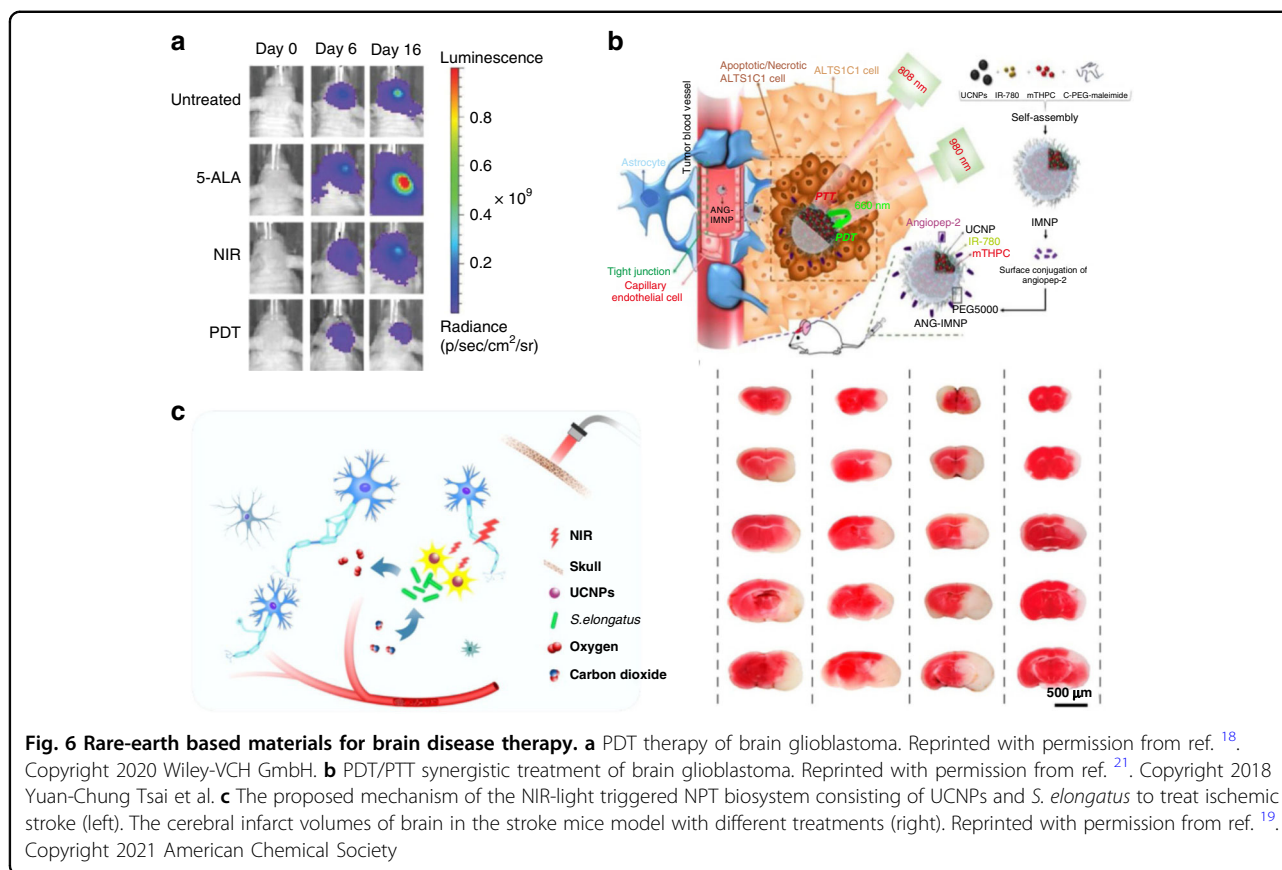 a
Day 0 Day 6 Day 16
Luminescence
Untreated
5-ALA
NIR
PDT
0.8
0.6
0.4
0.2
× 10⁹
Radiance
(p/sec/cm²/sr)
b
Apoptotic/Necrotic
ALTS1C1 cell
ALTS1C1 cell
808 nm
980 nm
Tumor blood vessel
Astrocyte
ANG-
IMNP
PTT
660 nm
PDT
Tight junction
Capillary
endothelial cell
UCNPs IR-780 mTHPC C-PEG-maleimide
Self-assembly
IMNP
Surface conjugation of
angiopep-2
Angiopep-2
UCNP
IR-780
mTHPC
PEG5000
ANG-IMNP
c
NIR
Skull
UCNPs
S.elongatus
Oxygen
Carbon dioxide
500 μm
Fig. 6 Rare-earth based materials for brain disease therapy. a PDT therapy of brain glioblastoma. Reprinted with permission from ref. 18.
Copyright 2020 Wiley-VCH GmbH. b PDT/PTT synergistic treatment of brain glioblastoma. Reprinted with permission from ref. 21. Copyright 2018
Yuan-Chung Tsai et al. c The proposed mechanism of the NIR-light triggered NPT biosystem consisting of UCNPs and S. elongatus to treat ischemic
stroke (left). The cerebral infarct volumes of brain in the stroke mice model with different treatments (right). Reprinted with permission from ref. 19.
Copyright 2021 American Chemical Society